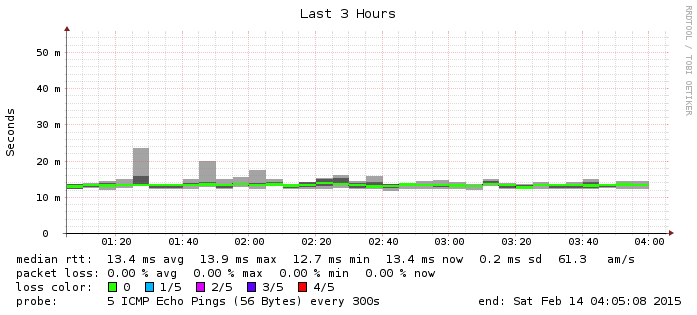 Last 3 Hours
RRDTOOL / TOBI OETIKER
Seconds
50 m
40 m
30 m
20 m
10 m
0
01:20 01:40 02:00 02:20 02:40 03:00 03:20 03:40 04:00
median rtt: 13.4 ms avg 13.9 ms max 12.7 ms min 13.4 ms now 0.2 ms sd 61.3 am/s
packet loss: 0.00 % avg 0.00 % max 0.00 % min 0.00 % now
loss color: 0 1/5 2/5 3/5 4/5
probe: 5 ICMP Echo Pings (56 Bytes) every 300s end: Sat Feb 14 04:05:08 2015